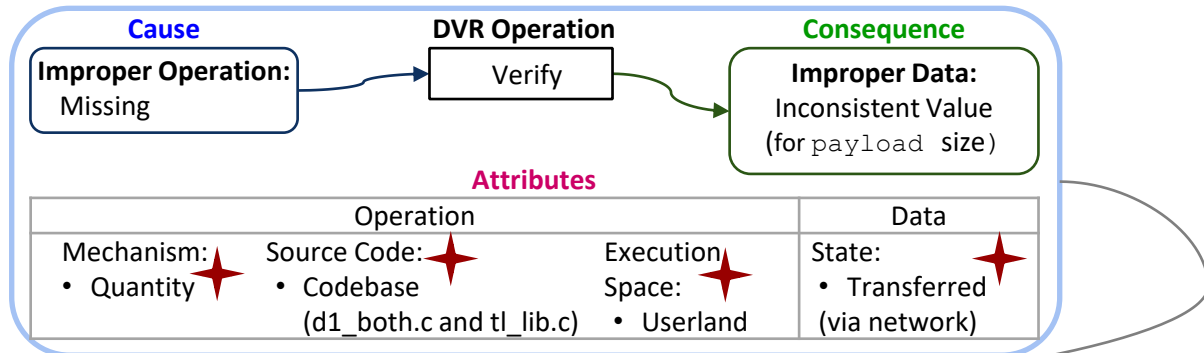 Cause
DVR Operation
Consequence
Improper Operation:
Missing
Verify
Improper Data:
Inconsistent Value
(for payload size)
Attributes
Operation
Data
Mechanism:
• Quantity
Source Code:
• Codebase
(d1_both.c and tl_lib.c)
Execution
Space:
• Userland
State:
• Transferred
(via network)